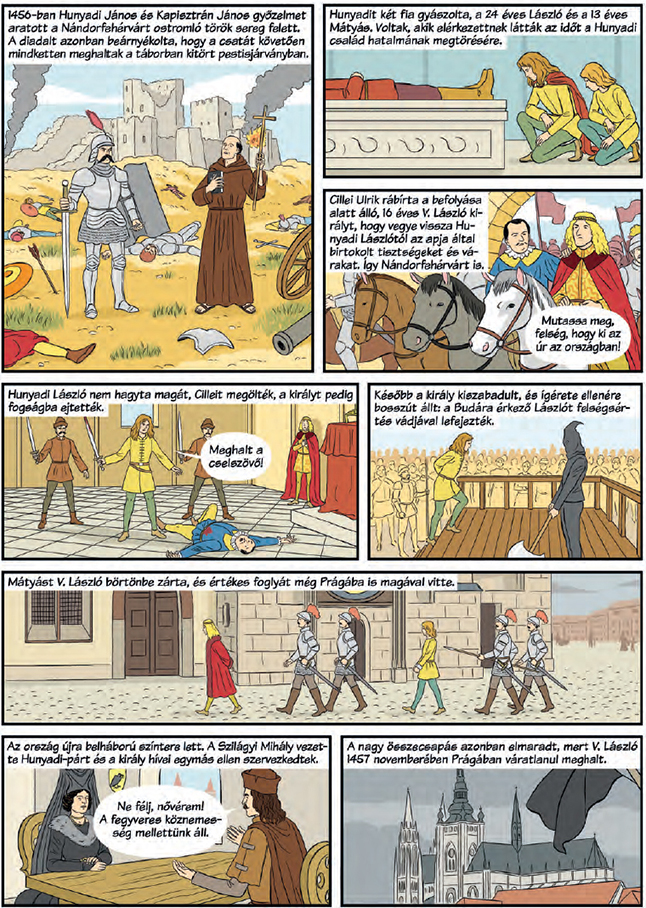 1456-ban Hunyadi János és Kapisztrán János győzelmet
aratott a Nándorfehérvárt ostromló török sereg felett.
A diadalt azonban beárnyékolta, hogy a csatát követően
mindketten meghaltak a táborban kitört pestisjárványban.
Hunyadit két fia gyászolta, a 24 éves László és a 13 éves
Mátyás. Voltak, akik elérkezettnek látták az időt a Hunyadi
család hatalmának megtörésére.
Cillei Ulrik rábírta a befolyása
alatt álló, 16 éves V. László ki-
rályt, hogy vegye vissza Hu-
nyadi Lászlótól az apja által
birtokolt tisztségeket és vá-
rakat. Így Nándorfehérvárt is.
Mutassa meg,
felség, hogy ki az
úr az országban!
Hunyadi László nem hagyta magát, Cilleit megölték, a királyt pedig
fogságba ejtették.
Meghalt a
cselszövő!
Később a király kiszabadult, és ígérete ellenére
bosszút állt: a Budára érkező Lászlót felségsér-
tés vádjával lefejezték.
Mátyást V. László börtönbe zárta, és értékes foglyát még Prágába is magával vitte.
Az ország újra belháború színtere lett. A Szilágyi Mihály vezet-
te Hunyadi-párt és a király hívei egymás ellen szervezkedtek.
Ne félj, nővérem!
A fegyveres köznemes-
ség mellettünk áll.
A nagy összecsapás azonban elmaradt, mert V. László
1457 novemberében Prágában váratlanul meghalt.